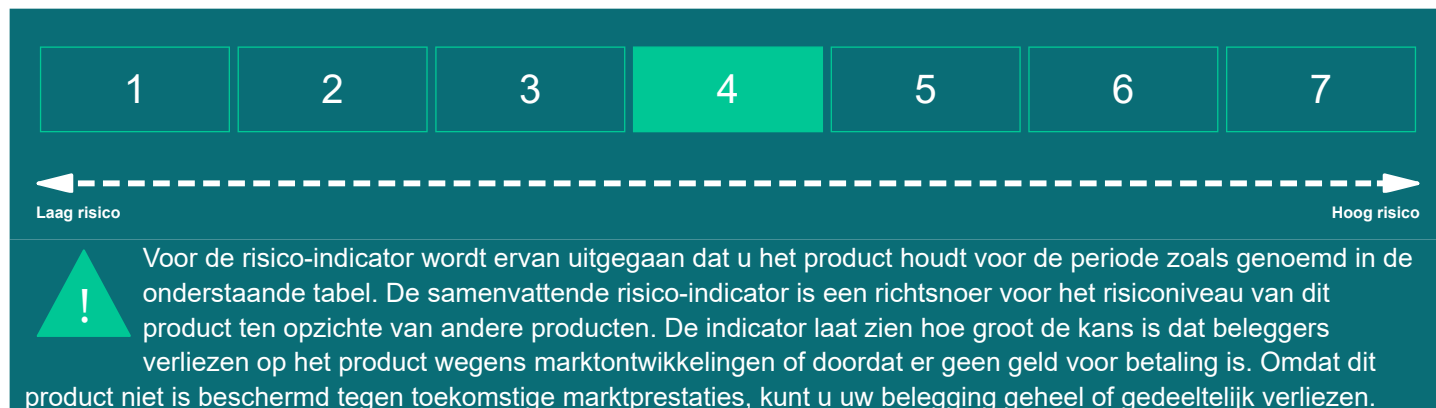 1 2 3 4 5 6 7
Laag risico Hoog risico
Voor de risico-indicator wordt ervan uitgegaan dat u het product houdt voor de periode zoals genoemd in de
! onderstaande tabel. De samenvattende risico-indicator is een richtsnoer voor het risiconiveau van dit
product ten opzichte van andere producten. De indicator laat zien hoe groot de kans is dat beleggers
verliezen op het product wegens marktontwikkelingen of doordat er geen geld voor betaling is. Omdat dit
product niet is beschermd tegen toekomstige marktprestaties, kunt u uw belegging geheel of gedeeltelijk verliezen.